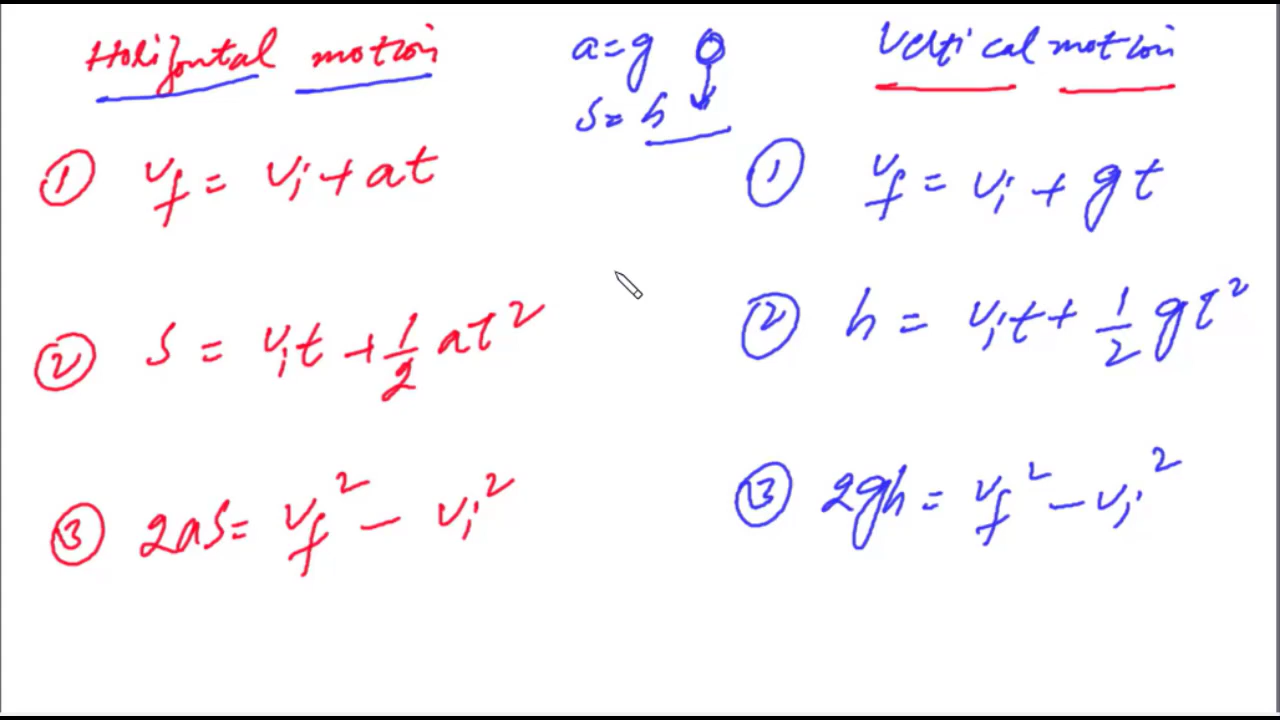 Horizontal motion
① vf = vi + at
② S = vit + 1/2 at²
③ 2aS = vf² − vi²
a = g
S = h
Vertical motion
① vf = vi + gt
② h = vit + 1/2 gt²
③ 2gh = vf² − vi²